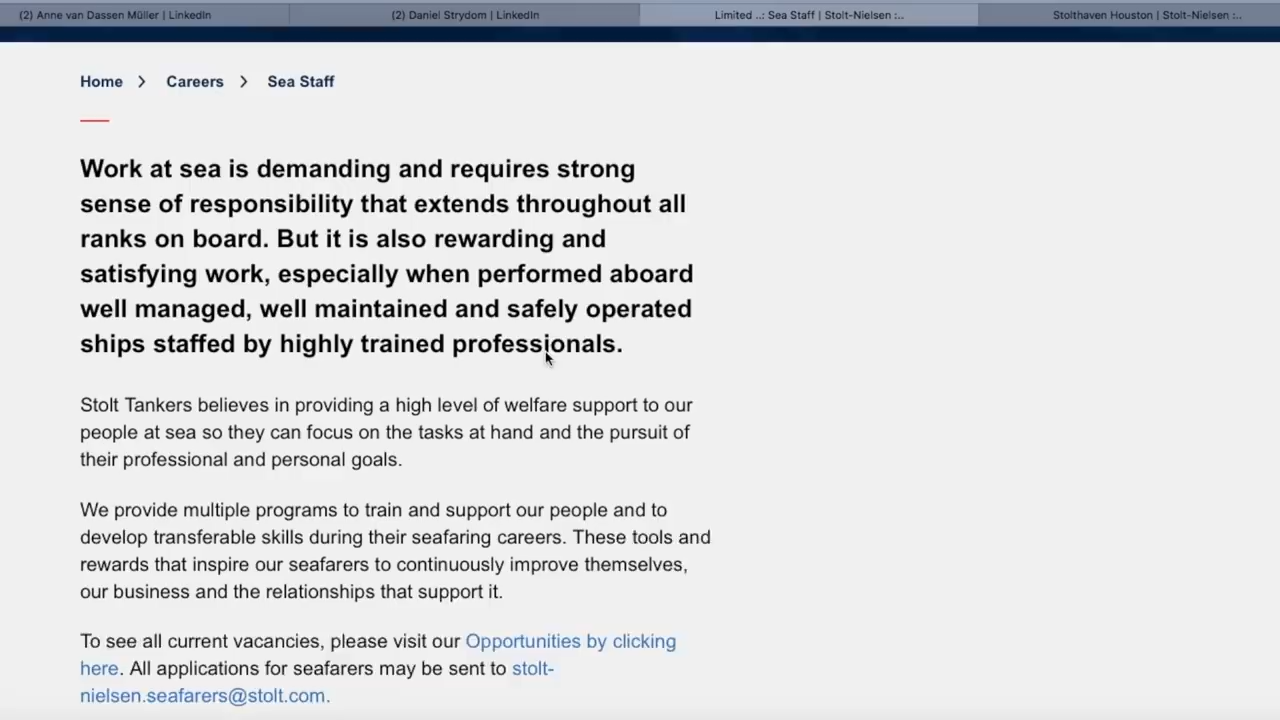 (2) Anne van Dassen Müller | LinkedIn
(2) Daniel Strydom | LinkedIn
Limited ..: Sea Staff | Stolt-Nielsen :..
Stolthaven Houston | Stolt-Nielsen :..
Home > Careers > Sea Staff
Work at sea is demanding and requires strong
sense of responsibility that extends throughout all
ranks on board. But it is also rewarding and
satisfying work, especially when performed aboard
well managed, well maintained and safely operated
ships staffed by highly trained professionals.
Stolt Tankers believes in providing a high level of welfare support to our
people at sea so they can focus on the tasks at hand and the pursuit of
their professional and personal goals.
We provide multiple programs to train and support our people and to
develop transferable skills during their seafaring careers. These tools and
rewards that inspire our seafarers to continuously improve themselves,
our business and the relationships that support it.
To see all current vacancies, please visit our Opportunities by clicking
here. All applications for seafarers may be sent to stolt-
nielsen.seafarers@stolt.com.